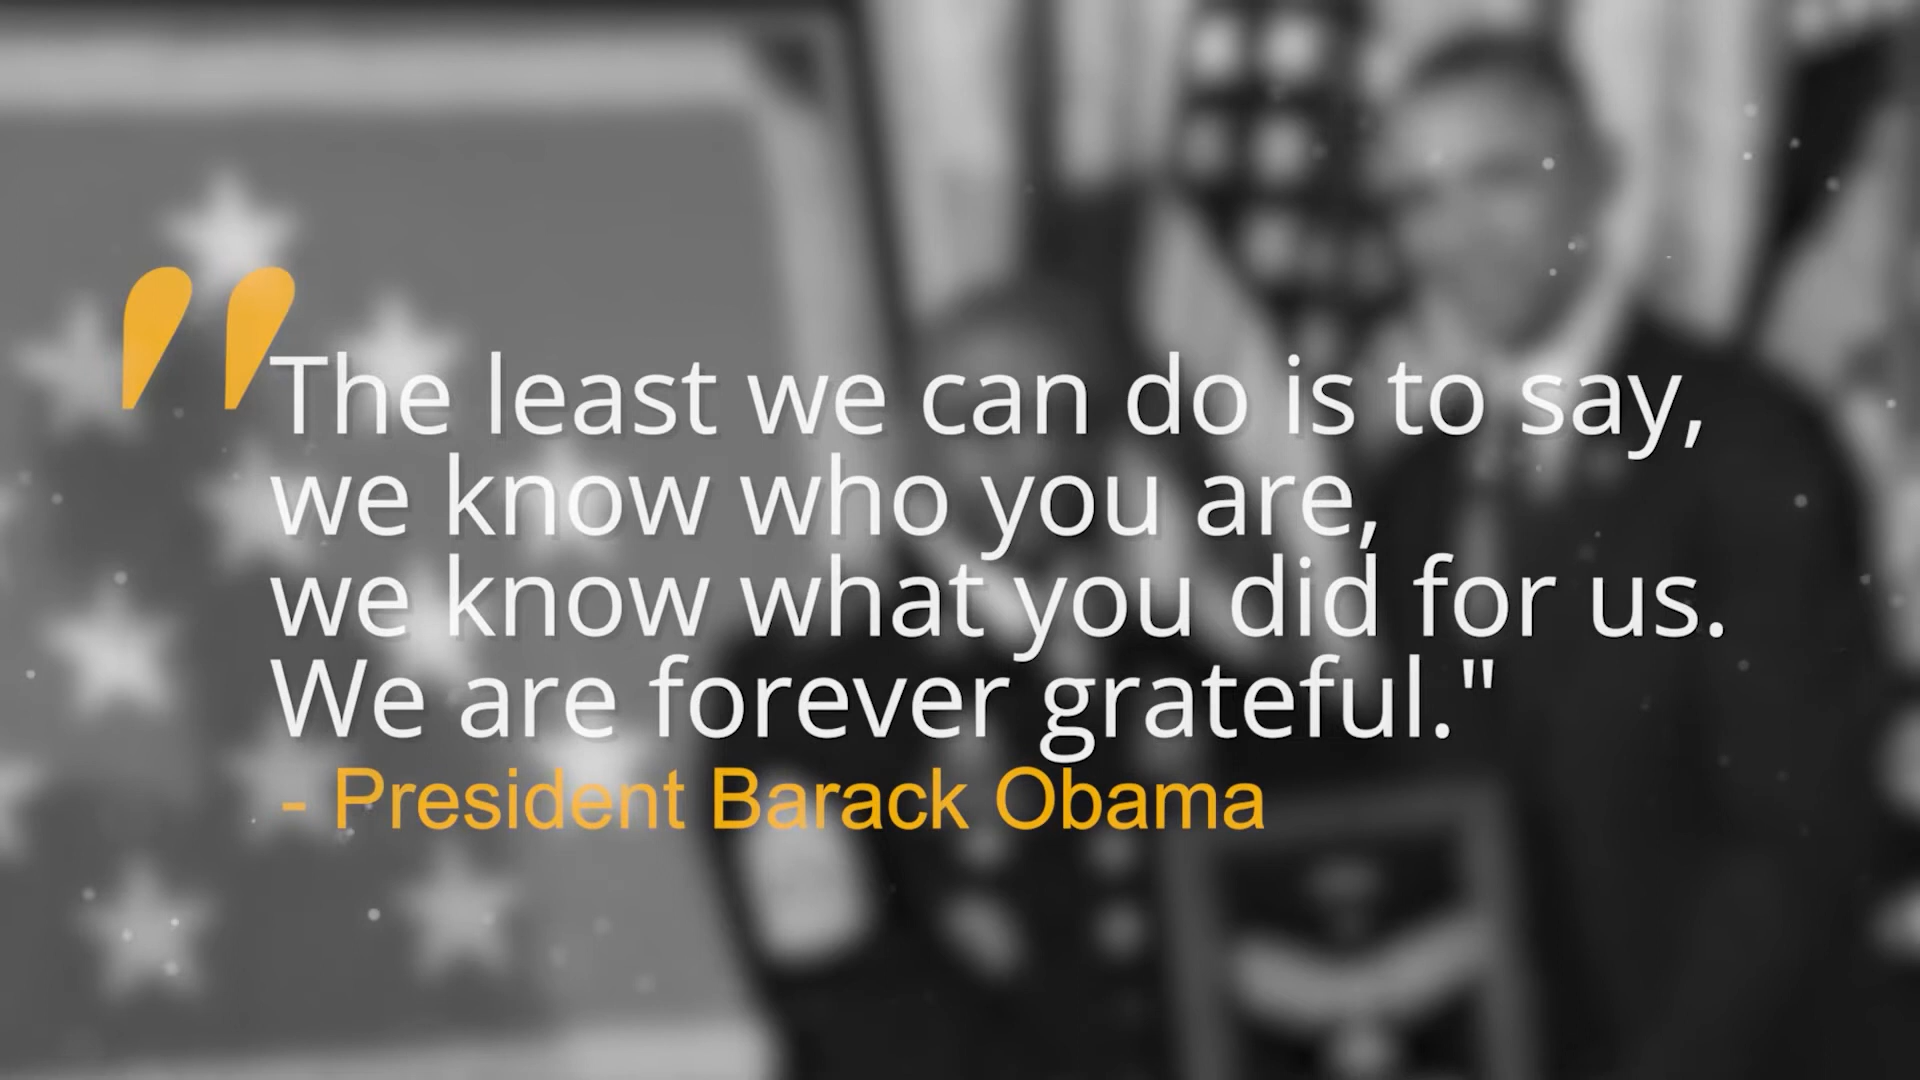 "The least we can do is to say,
we know who you are,
we know what you did for us.
We are forever grateful."
- President Barack Obama